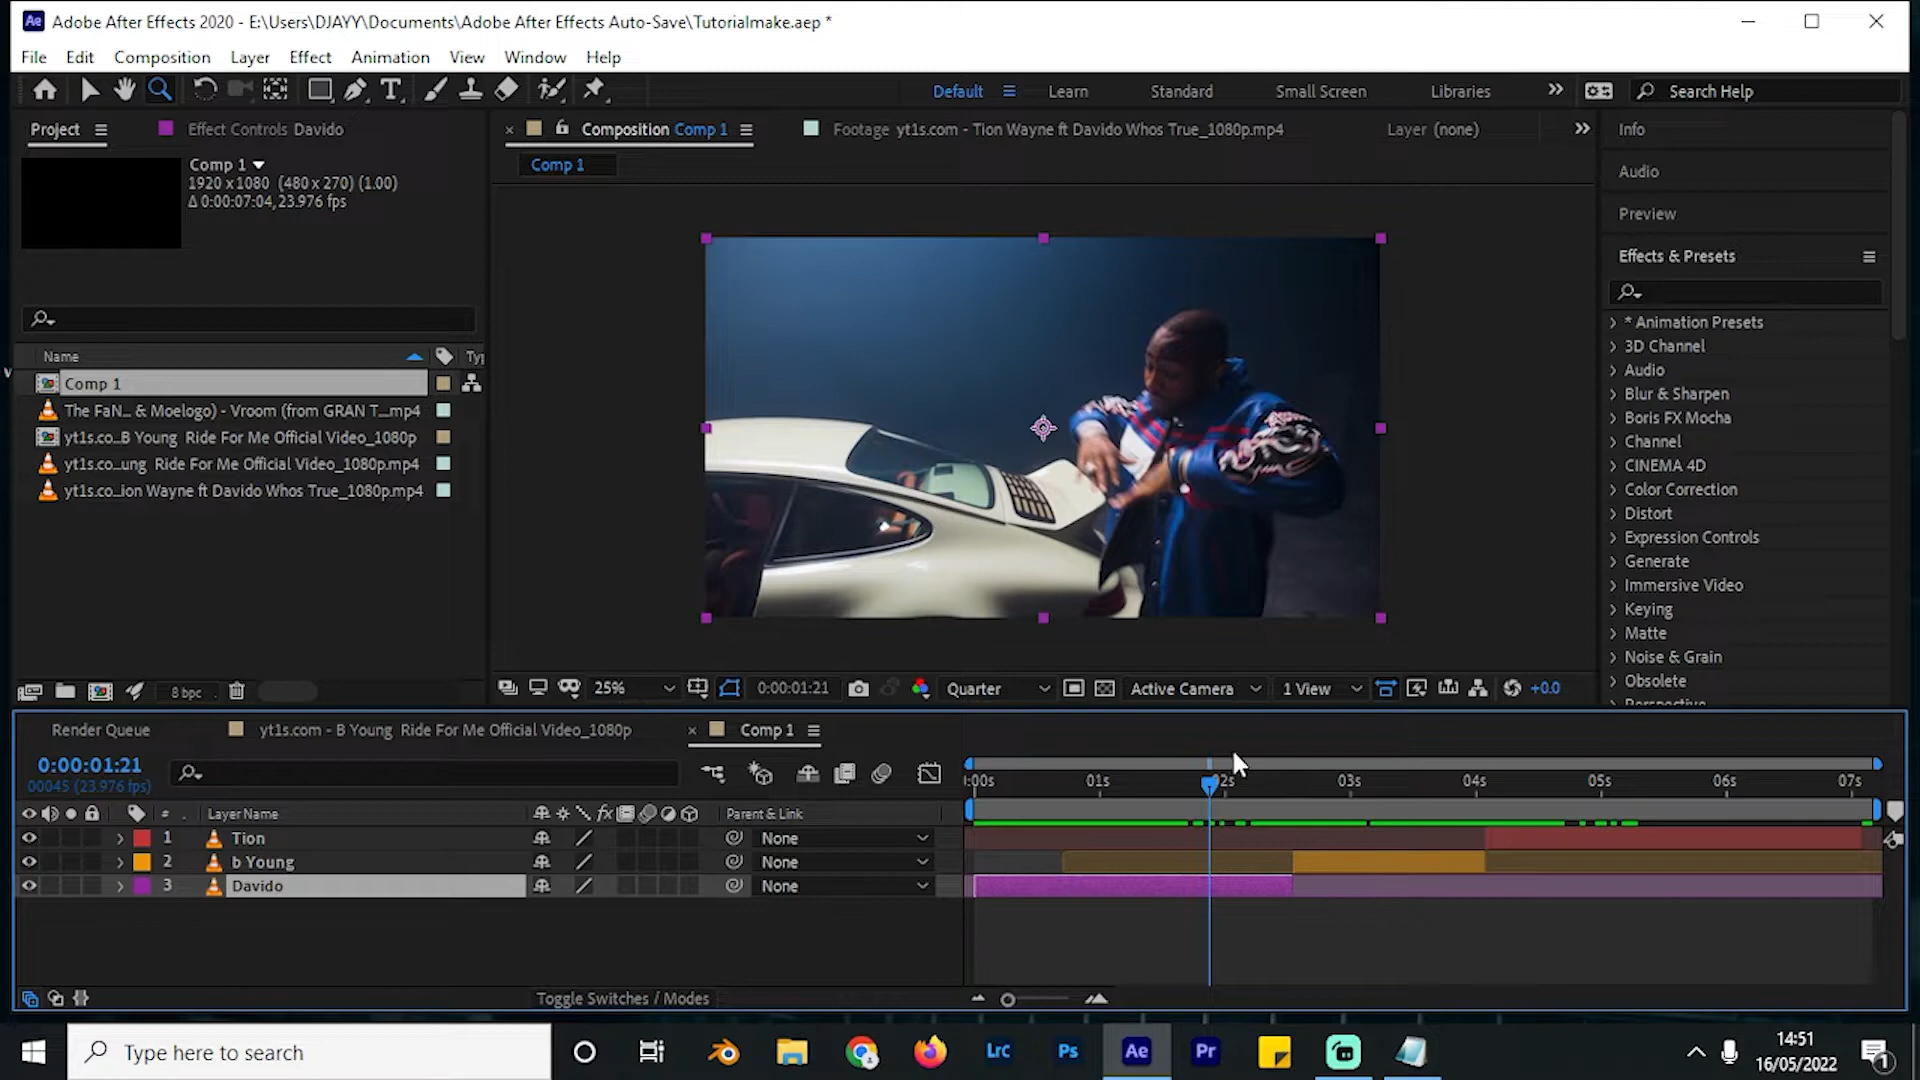 Adobe After Effects 2020 - E:\Users\DJAYY\Documents\Adobe After Effects Auto-Save\Tutorialmake.aep *
File Edit Composition Layer Effect Animation View Window Help
Default Learn Standard Small Screen Libraries Search Help
Project Effect Controls Davido
Composition Comp 1 Footage yt1s.com - Tion Wayne ft Davido Whos True_1080p.mp4 Layer (none)
Comp 1
Comp 1
1920 x 1080 (480 x 270) (1.00)
Δ 0:00:07:04, 23.976 fps
Info
Audio
Preview
Effects & Presets
* Animation Presets
3D Channel
Audio
Blur & Sharpen
Boris FX Mocha
Channel
CINEMA 4D
Color Correction
Distort
Expression Controls
Generate
Immersive Video
Keying
Matte
Noise & Grain
Obsolete
Perspective
Name Typ
Comp 1
The FaN... & Moelogo) - Vroom (from GRAN T...mp4
yt1s.co...B Young Ride For Me Official Video_1080p
yt1s.co...ung Ride For Me Official Video_1080p.mp4
yt1s.co...ion Wayne ft Davido Whos True_1080p.mp4
8 bpc
25% 0:00:01:21 Quarter Active Camera 1 View +0.0
Render Queue yt1s.com - B Young Ride For Me Official Video_1080p Comp 1
0:00:01:21
00045 (23.976 fps)
:00s 01s 02s 03s 04s 05s 06s 07s
# Layer Name fx Parent & Link
1 Tion None
2 b Young None
3 Davido None
Toggle Switches / Modes
Type here to search
LrC Ps Ae Pr
14:51
16/05/2022
1